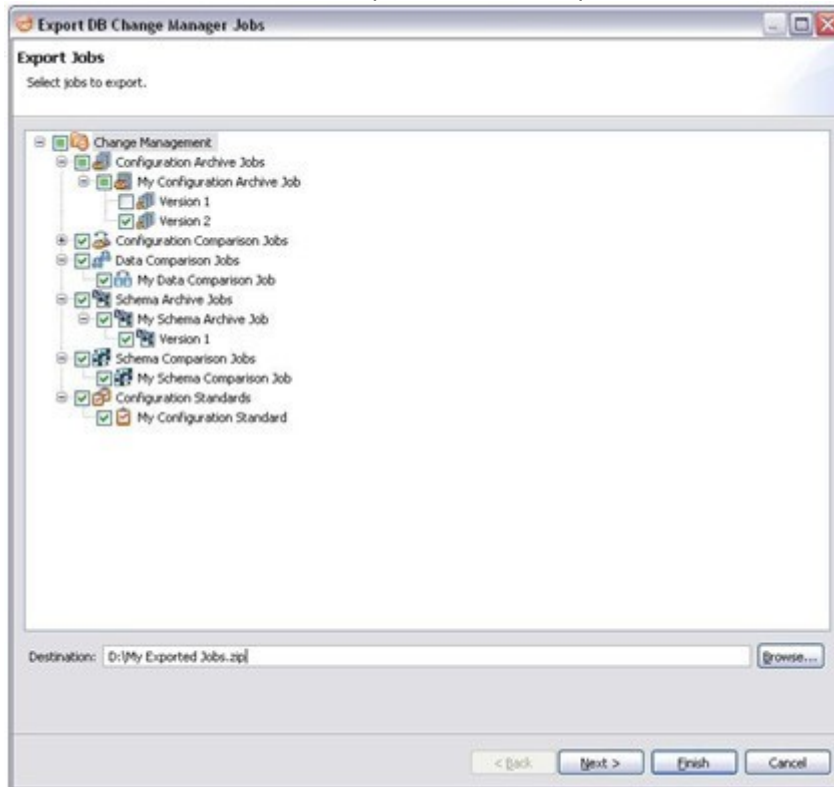 Export DB Change Manager Jobs
Export Jobs
Select jobs to export.
Change Management
Configuration Archive Jobs
My Configuration Archive Job
Version 1
Version 2
Configuration Comparison Jobs
Data Comparison Jobs
My Data Comparison Job
Schema Archive Jobs
My Schema Archive Job
Version 1
Schema Comparison Jobs
My Schema Comparison Job
Configuration Standards
My Configuration Standard
Destination: D:\My Exported Jobs.zip Browse...
< Back Next > Finish Cancel